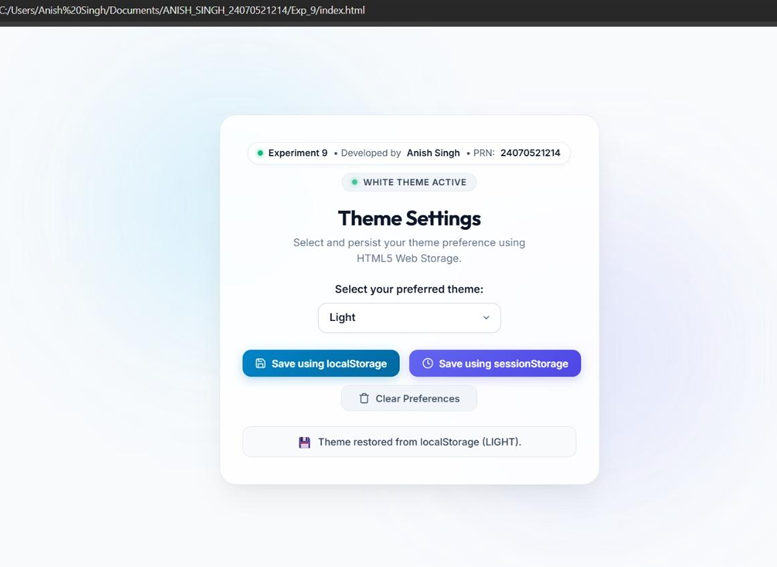 C:/Users/Anish%20Singh/Documents/ANISH_SINGH_24070521214/Exp_9/index.html
Experiment 9 • Developed by Anish Singh • PRN: 24070521214
WHITE THEME ACTIVE
Theme Settings
Select and persist your theme preference using
HTML5 Web Storage.
Select your preferred theme:
Light
Save using localStorage
Save using sessionStorage
Clear Preferences
Theme restored from localStorage (LIGHT).